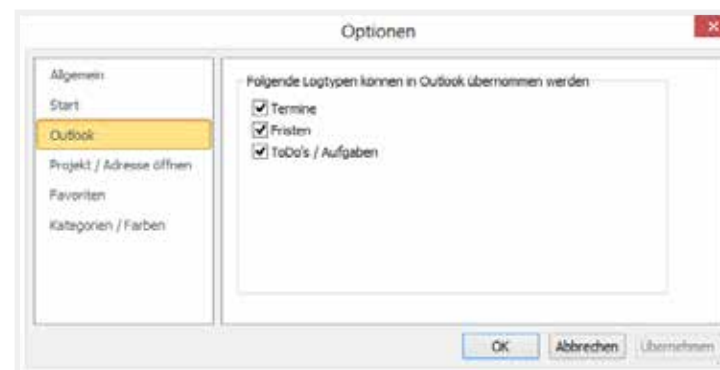 Optionen
Allgemein
Start
Outlook
Projekt / Adresse öffnen
Favoriten
Kategorien / Farben
Folgende Logtypen können in Outlook übernommen werden
Termine
Fristen
ToDo's / Aufgaben
OK
Abbrechen
Übernehmen